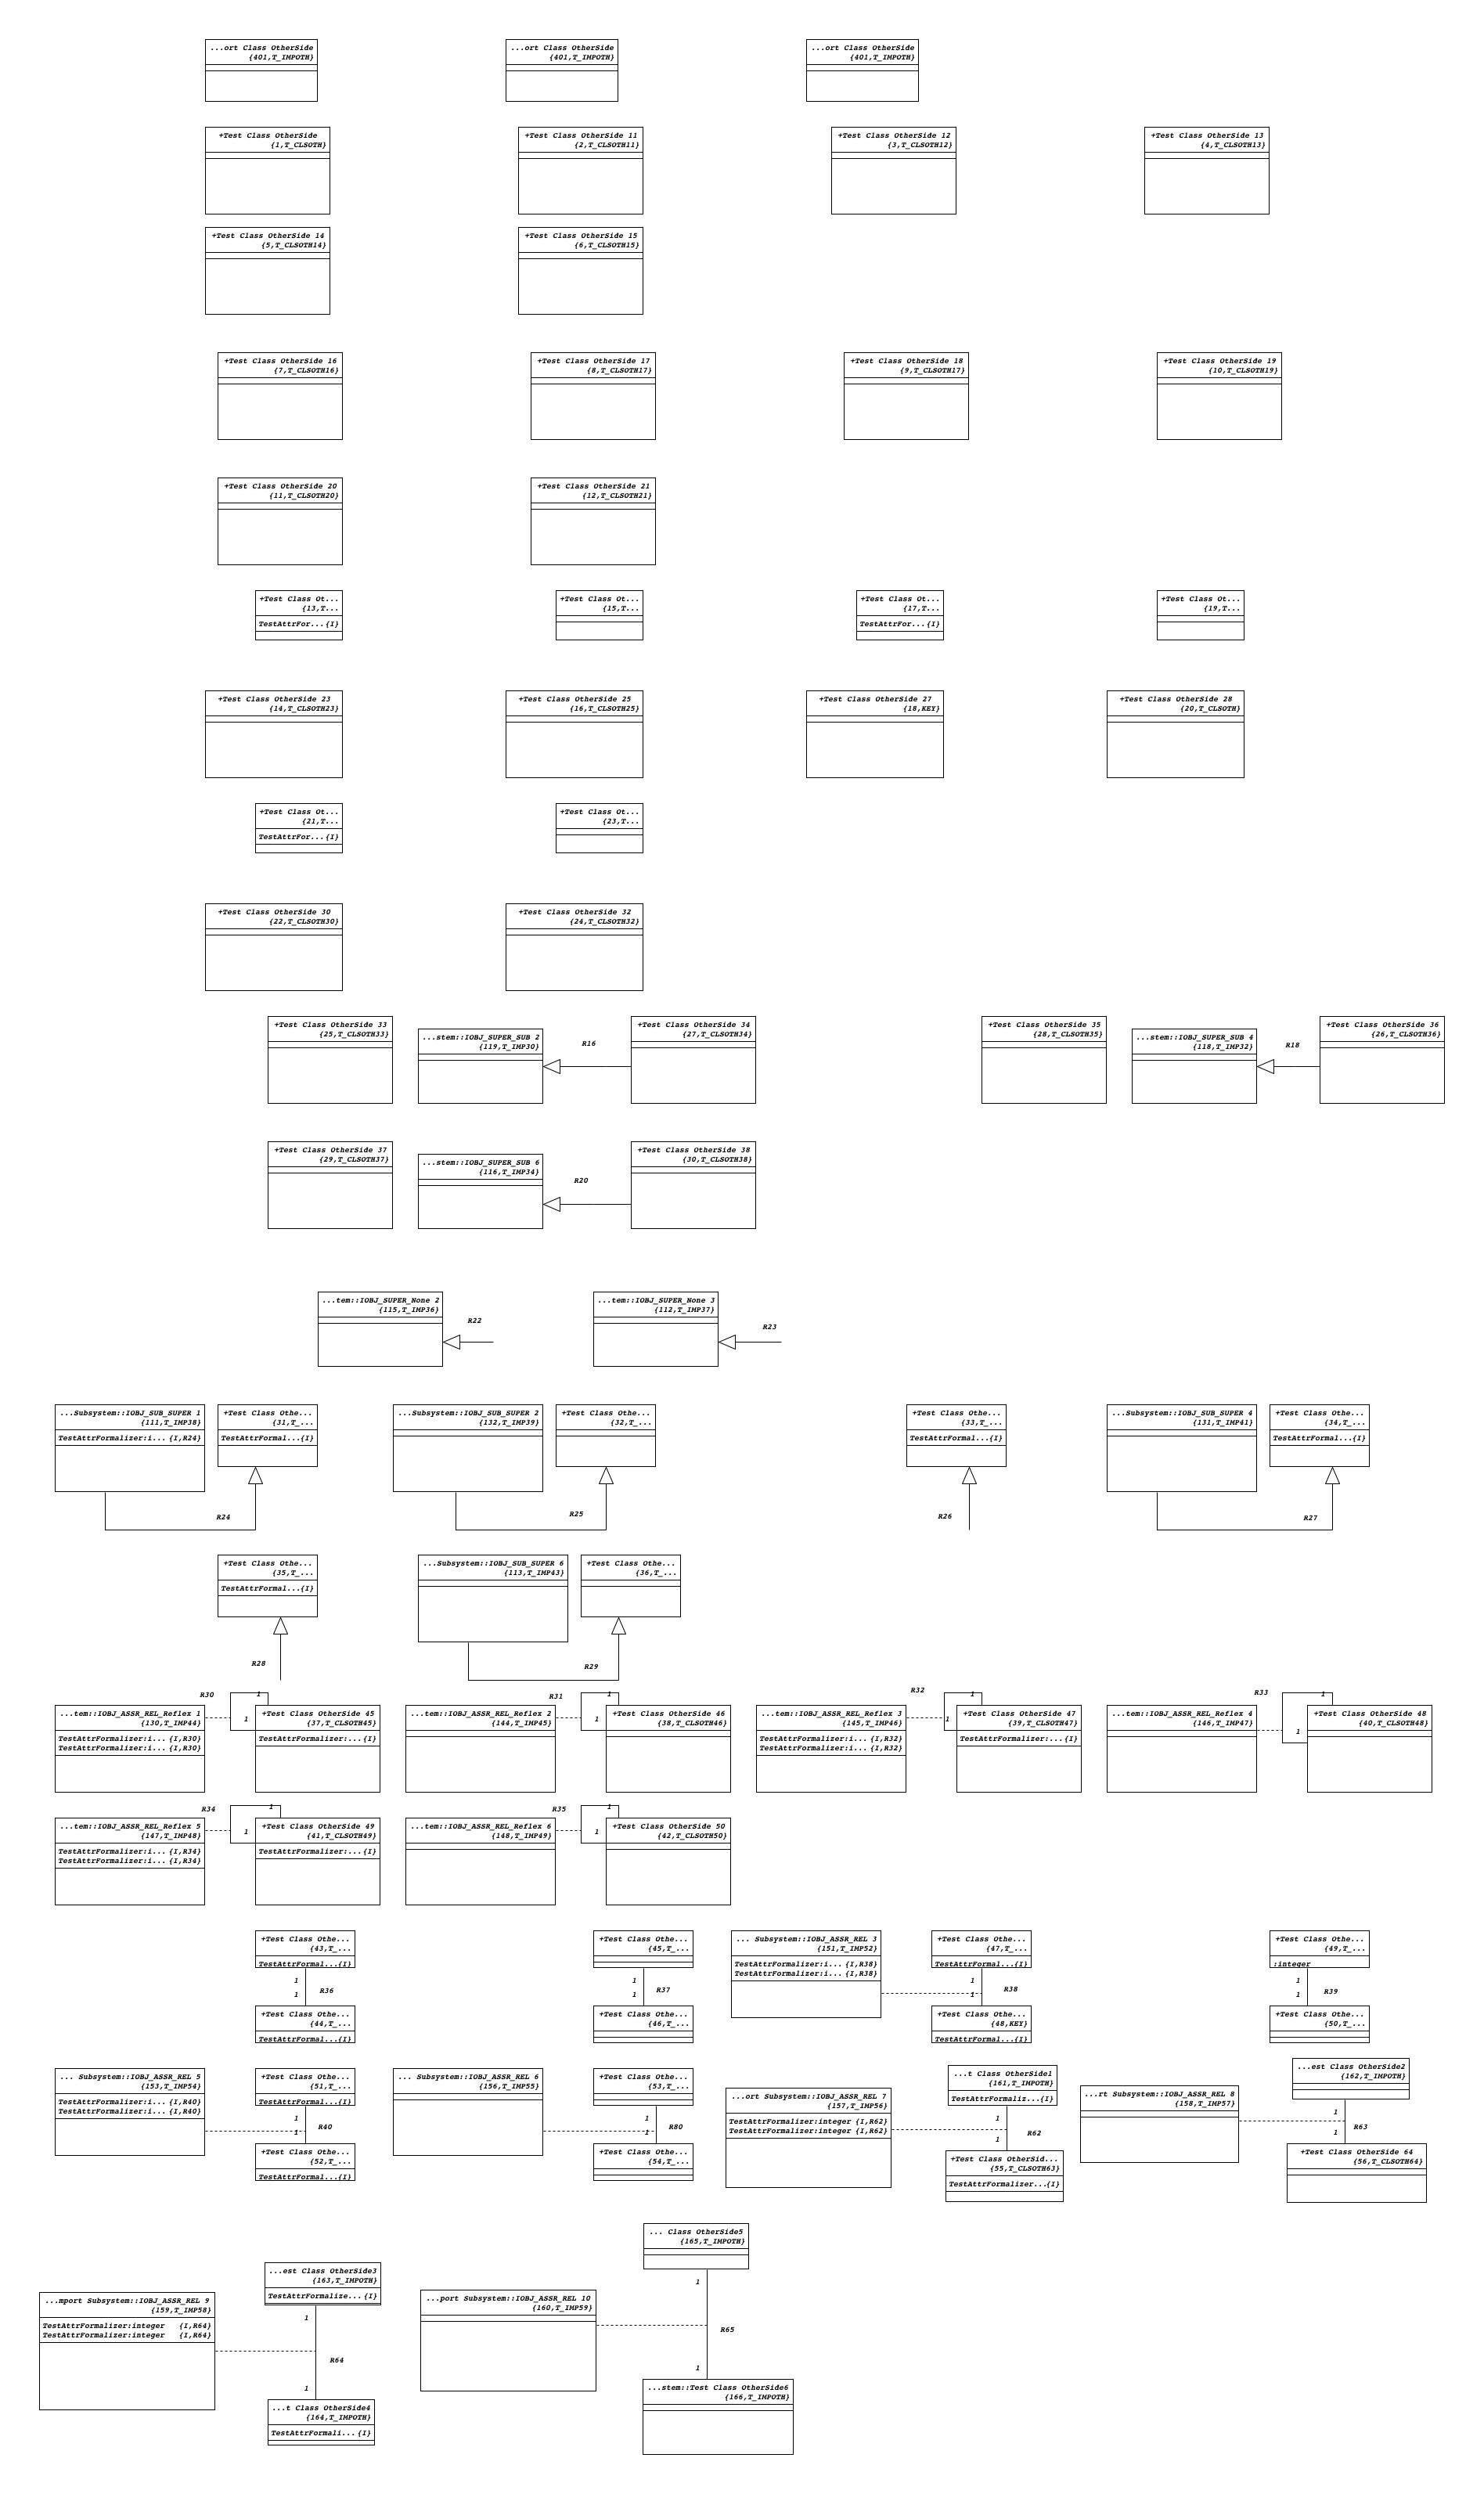 ...ort Class OtherSide
{401,T_IMPOTH}
...ort Class OtherSide
{401,T_IMPOTH}
...ort Class OtherSide
{401,T_IMPOTH}
+Test Class OtherSide
{1,T_CLSOTH}
+Test Class OtherSide 11
{2,T_CLSOTH11}
+Test Class OtherSide 12
{3,T_CLSOTH12}
+Test Class OtherSide 13
{4,T_CLSOTH13}
+Test Class OtherSide 14
{5,T_CLSOTH14}
+Test Class OtherSide 15
{6,T_CLSOTH15}
+Test Class OtherSide 16
{7,T_CLSOTH16}
+Test Class OtherSide 17
{8,T_CLSOTH17}
+Test Class OtherSide 18
{9,T_CLSOTH17}
+Test Class OtherSide 19
{10,T_CLSOTH19}
+Test Class OtherSide 20
{11,T_CLSOTH20}
+Test Class OtherSide 21
{12,T_CLSOTH21}
+Test Class Ot...
{13,T...
TestAttrFor...{I}
+Test Class Ot...
{15,T...
+Test Class Ot...
{17,T...
TestAttrFor...{I}
+Test Class Ot...
{19,T...
+Test Class OtherSide 23
{14,T_CLSOTH23}
+Test Class OtherSide 25
{16,T_CLSOTH25}
+Test Class OtherSide 27
{18,KEY}
+Test Class OtherSide 28
{20,T_CLSOTH}
+Test Class Ot...
{21,T...
TestAttrFor...{I}
+Test Class Ot...
{23,T...
+Test Class OtherSide 30
{22,T_CLSOTH30}
+Test Class OtherSide 32
{24,T_CLSOTH32}
+Test Class OtherSide 33
{25,T_CLSOTH33}
...stem::IOBJ_SUPER_SUB 2
{119,T_IMP30}
R16
+Test Class OtherSide 34
{27,T_CLSOTH34}
+Test Class OtherSide 35
{28,T_CLSOTH35}
...stem::IOBJ_SUPER_SUB 4
{118,T_IMP32}
R18
+Test Class OtherSide 36
{26,T_CLSOTH36}
+Test Class OtherSide 37
{29,T_CLSOTH37}
...stem::IOBJ_SUPER_SUB 6
{116,T_IMP34}
R20
+Test Class OtherSide 38
{30,T_CLSOTH38}
...tem::IOBJ_SUPER_None 2
{115,T_IMP36}
R22
...tem::IOBJ_SUPER_None 3
{112,T_IMP37}
R23
...Subsystem::IOBJ_SUB_SUPER 1
{111,T_IMP38}
TestAttrFormalizer:i... {I,R24}
+Test Class Othe...
{31,T_...
TestAttrFormal...{I}
R24
...Subsystem::IOBJ_SUB_SUPER 2
{132,T_IMP39}
+Test Class Othe...
{32,T_...
R25
+Test Class Othe...
{33,T_...
TestAttrFormal...{I}
R26
...Subsystem::IOBJ_SUB_SUPER 4
{131,T_IMP41}
+Test Class Othe...
{34,T_...
TestAttrFormal...{I}
R27
+Test Class Othe...
{35,T_...
TestAttrFormal...{I}
R28
...Subsystem::IOBJ_SUB_SUPER 6
{113,T_IMP43}
+Test Class Othe...
{36,T_...
R29
...tem::IOBJ_ASSR_REL_Reflex 1
{130,T_IMP44}
TestAttrFormalizer:i... {I,R30}
TestAttrFormalizer:i... {I,R30}
R30
1
1
+Test Class OtherSide 45
{37,T_CLSOTH45}
TestAttrFormalizer:...{I}
...tem::IOBJ_ASSR_REL_Reflex 2
{144,T_IMP45}
R31
1
1
+Test Class OtherSide 46
{38,T_CLSOTH46}
...tem::IOBJ_ASSR_REL_Reflex 3
{145,T_IMP46}
TestAttrFormalizer:i... {I,R32}
TestAttrFormalizer:i... {I,R32}
R32
1
1
+Test Class OtherSide 47
{39,T_CLSOTH47}
TestAttrFormalizer:...{I}
...tem::IOBJ_ASSR_REL_Reflex 4
{146,T_IMP47}
R33
1
1
+Test Class OtherSide 48
{40,T_CLSOTH48}
...tem::IOBJ_ASSR_REL_Reflex 5
{147,T_IMP48}
TestAttrFormalizer:i... {I,R34}
TestAttrFormalizer:i... {I,R34}
R34
1
1
+Test Class OtherSide 49
{41,T_CLSOTH49}
TestAttrFormalizer:...{I}
...tem::IOBJ_ASSR_REL_Reflex 6
{148,T_IMP49}
R35
1
1
+Test Class OtherSide 50
{42,T_CLSOTH50}
+Test Class Othe...
{43,T_...
TestAttrFormal...{I}
1
1
R36
+Test Class Othe...
{44,T_...
TestAttrFormal...{I}
+Test Class Othe...
{45,T_...
1
1
R37
+Test Class Othe...
{46,T_...
... Subsystem::IOBJ_ASSR_REL 3
{151,T_IMP52}
TestAttrFormalizer:i... {I,R38}
TestAttrFormalizer:i... {I,R38}
+Test Class Othe...
{47,T_...
TestAttrFormal...{I}
1
1
R38
+Test Class Othe...
{48,KEY}
TestAttrFormal...{I}
+Test Class Othe...
{49,T_...
:integer
1
1
R39
+Test Class Othe...
{50,T_...
... Subsystem::IOBJ_ASSR_REL 5
{153,T_IMP54}
TestAttrFormalizer:i... {I,R40}
TestAttrFormalizer:i... {I,R40}
+Test Class Othe...
{51,T_...
TestAttrFormal...{I}
1
1
R40
+Test Class Othe...
{52,T_...
TestAttrFormal...{I}
... Subsystem::IOBJ_ASSR_REL 6
{156,T_IMP55}
+Test Class Othe...
{53,T_...
1
1
R80
+Test Class Othe...
{54,T_...
...ort Subsystem::IOBJ_ASSR_REL 7
{157,T_IMP56}
TestAttrFormalizer:integer {I,R62}
TestAttrFormalizer:integer {I,R62}
...t Class OtherSide1
{161,T_IMPOTH}
TestAttrFormaliz...{I}
1
1
R62
+Test Class OtherSid...
{55,T_CLSOTH63}
TestAttrFormalizer...{I}
...rt Subsystem::IOBJ_ASSR_REL 8
{158,T_IMP57}
...est Class OtherSide2
{162,T_IMPOTH}
1
1
R63
+Test Class OtherSide 64
{56,T_CLSOTH64}
...mport Subsystem::IOBJ_ASSR_REL 9
{159,T_IMP58}
TestAttrFormalizer:integer {I,R64}
TestAttrFormalizer:integer {I,R64}
...est Class OtherSide3
{163,T_IMPOTH}
TestAttrFormalize...{I}
1
1
R64
...t Class OtherSide4
{164,T_IMPOTH}
TestAttrFormali...{I}
...port Subsystem::IOBJ_ASSR_REL 10
{160,T_IMP59}
... Class OtherSide5
{165,T_IMPOTH}
1
1
R65
...stem::Test Class OtherSide6
{166,T_IMPOTH}